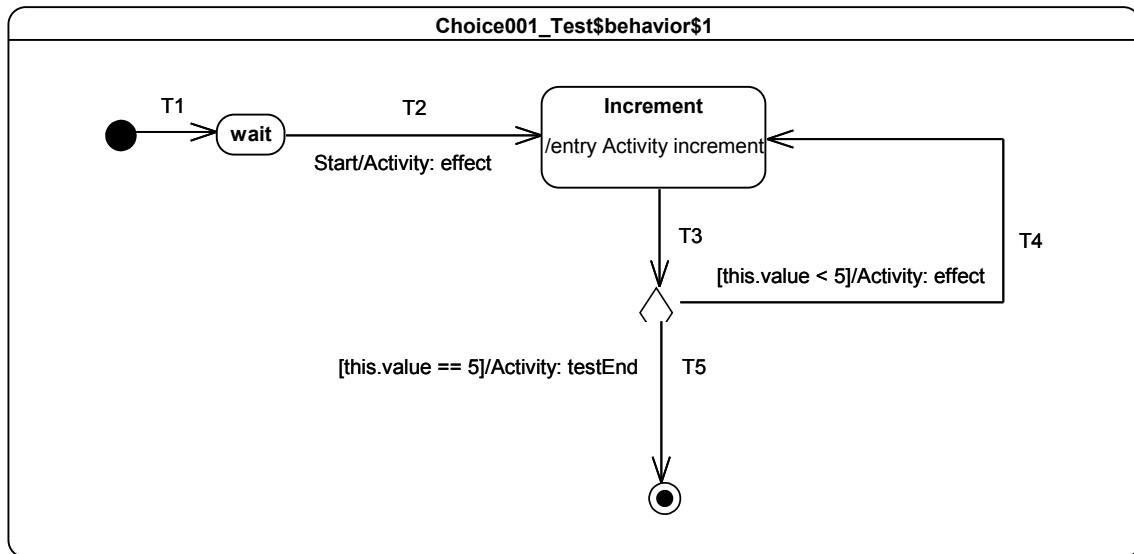 Choice001_Test$behavior$1
T1
wait
T2
Start/Activity: effect
Increment
/entry Activity increment
T3
T4
[this.value < 5]/Activity: effect
[this.value == 5]/Activity: testEnd
T5